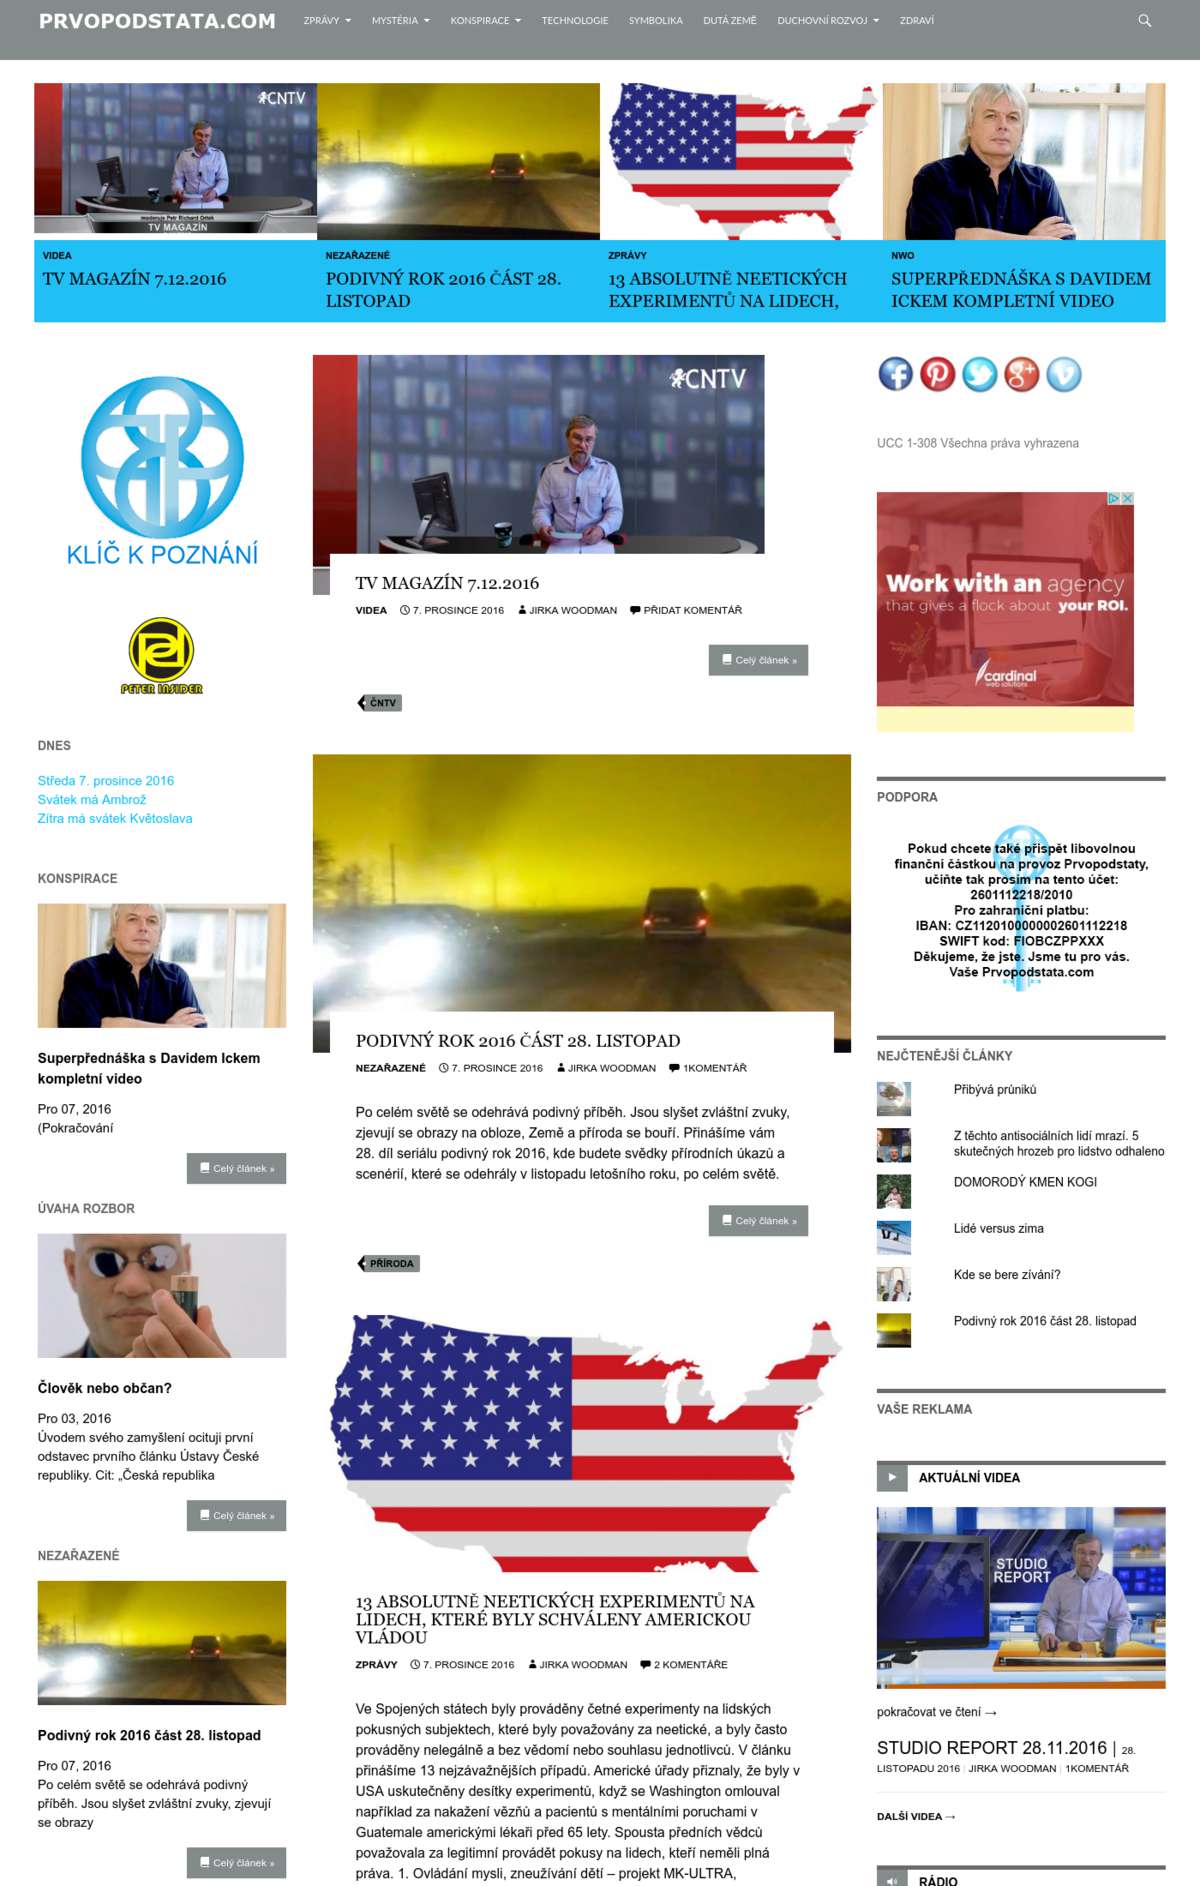 PRVOPODSTATA.COM
ZPRÁVY
MYSTÉRIA
KONSPIRACE
TECHNOLOGIE
SYMBOLIKA
DUTÁ ZEMĚ
DUCHOVNÍ ROZVOJ
ZDRAVÍ
CNTV
moderuje Petr Richard Ortek
TV MAGAZÍN
VIDEA
TV MAGAZÍN 7.12.2016
NEZAŘAZENÉ
PODIVNÝ ROK 2016 ČÁST 28.
LISTOPAD
ZPRÁVY
13 ABSOLUTNĚ NEETICKÝCH
EXPERIMENTŮ NA LIDECH,
NWO
SUPERPŘEDNÁŠKA S DAVIDEM
ICKEM KOMPLETNÍ VIDEO
KLÍČ K POZNÁNÍ
PETER INSIDER
DNES
Středa 7. prosince 2016
Svátek má Ambrož
Zítra má svátek Květoslava
KONSPIRACE
Superpřednáška s Davidem Ickem
kompletní video
Pro 07, 2016
(Pokračování
Celý článek »
ÚVAHA ROZBOR
Člověk nebo občan?
Pro 03, 2016
Úvodem svého zamyšlení ocituji první
odstavec prvního článku Ústavy České
republiky. Cit: „Česká republika
Celý článek »
NEZAŘAZENÉ
Podivný rok 2016 část 28. listopad
Pro 07, 2016
Po celém světě se odehrává podivný
příběh. Jsou slyšet zvláštní zvuky, zjevují
se obrazy
Celý článek »
CNTV
TV MAGAZÍN 7.12.2016
VIDEA 7. PROSINCE 2016 JIRKA WOODMAN PŘIDAT KOMENTÁŘ
Celý článek »
ČNTV
PODIVNÝ ROK 2016 ČÁST 28. LISTOPAD
NEZAŘAZENÉ 7. PROSINCE 2016 JIRKA WOODMAN 1KOMENTÁŘ
Po celém světě se odehrává podivný příběh. Jsou slyšet zvláštní zvuky,
zjevují se obrazy na obloze, Země a příroda se bouří. Přinášíme vám
28. díl seriálu podivný rok 2016, kde budete svědky přírodních úkazů a
scenérií, které se odehrály v listopadu letošního roku, po celém světě.
Celý článek »
PŘÍRODA
13 ABSOLUTNĚ NEETICKÝCH EXPERIMENTŮ NA
LIDECH, KTERÉ BYLY SCHVÁLENY AMERICKOU
VLÁDOU
ZPRÁVY 7. PROSINCE 2016 JIRKA WOODMAN 2 KOMENTÁŘE
Ve Spojených státech byly prováděny četné experimenty na lidských
pokusných subjektech, které byly považovány za neetické, a byly často
prováděny nelegálně a bez vědomí nebo souhlasu jednotlivců. V článku
přinášíme 13 nejzávažnějších případů. Americké úřady přiznaly, že byly v
USA uskutečněny desítky experimentů, když se Washington omlouval
například za nakažení vězňů a pacientů s mentálními poruchami v
Guatemale americkými lékaři před 65 lety. Spousta předních vědců
považovala za legitimní provádět pokusy na lidech, kteří neměli plná
práva. 1. Ovládání mysli, zneužívání dětí – projekt MK-ULTRA,
UCC 1-308 Všechna práva vyhrazena
Work with an agency
that gives a flock about your ROI.
cardinal
web solutions
PODPORA
Pokud chcete také přispět libovolnou
finanční částkou na provoz Prvopodstaty,
učiňte tak prosím na tento účet:
2601112218/2010
Pro zahraniční platbu:
IBAN: CZ1120100000002601112218
SWIFT kod: FIOBCZPPXXX
Děkujeme, že jste. Jsme tu pro vás.
Vaše Prvopodstata.com
NEJČTENĚJŠÍ ČLÁNKY
Přibývá průniků
Z těchto antisociálních lidí mrazí. 5
skutečných hrozeb pro lidstvo odhaleno
DOMORODÝ KMEN KOGI
Lidé versus zima
Kde se bere zívání?
Podivný rok 2016 část 28. listopad
VAŠE REKLAMA
AKTUÁLNÍ VIDEA
STUDIO
REPORT
pokračovat ve čtení →
STUDIO REPORT 28.11.2016 | 28.
LISTOPADU 2016 | JIRKA WOODMAN | 1KOMENTÁŘ
DALŠÍ VIDEA →
RÁDIO